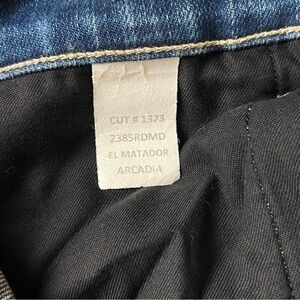 CUT # 1373
2385RDMD
EL MATADOR
ARCADIA